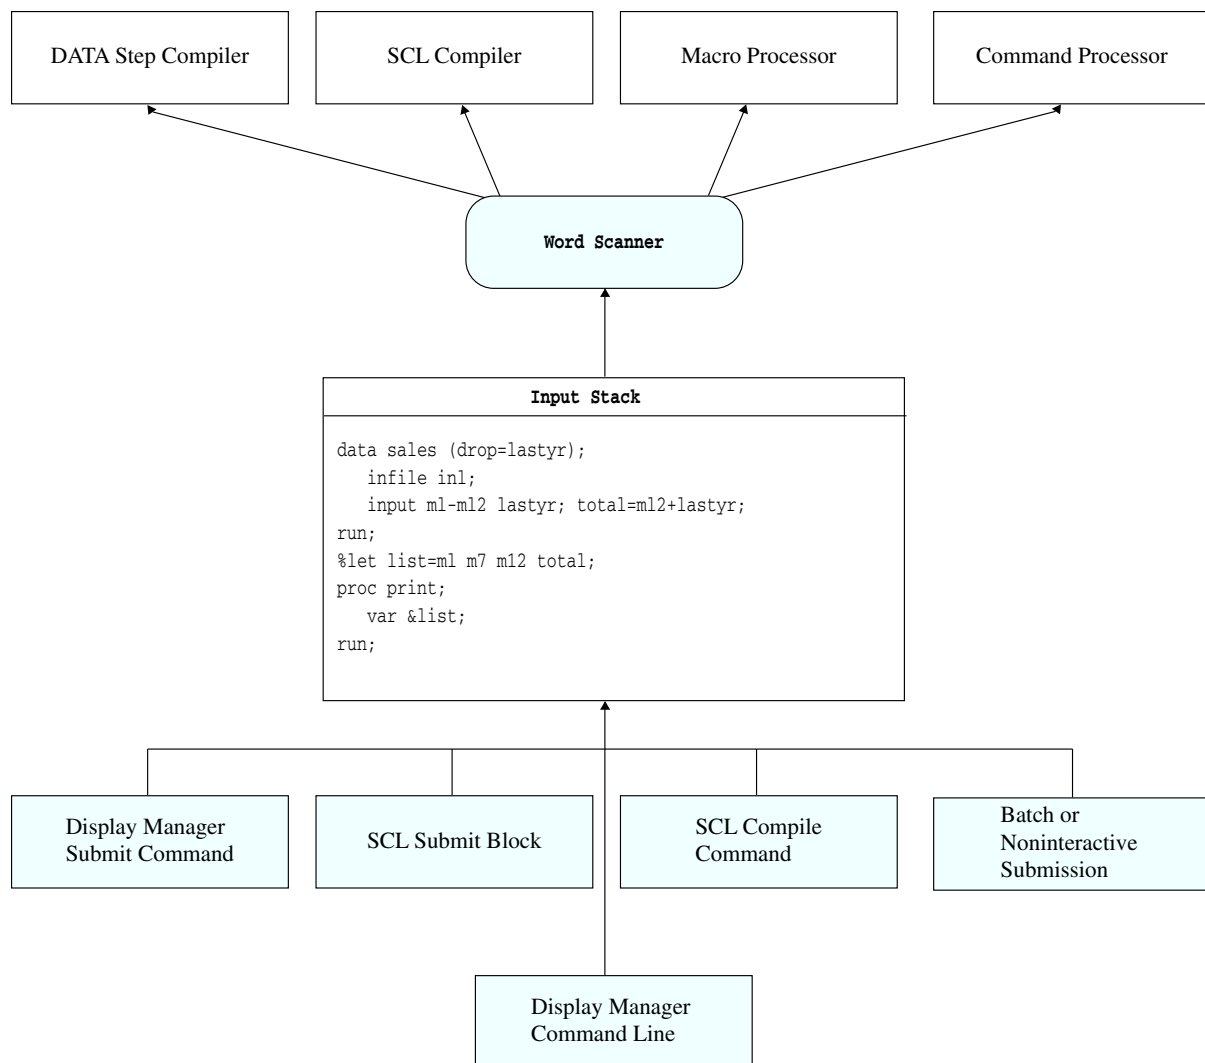 DATA Step Compiler
SCL Compiler
Macro Processor
Command Processor
Word Scanner
Input Stack
data sales (drop=lastyr);
infile inl;
input ml-ml2 lastyr; total=ml2+lastyr;
run;
%let list=ml m7 m12 total;
proc print;
var &list;
run;
Display Manager
Submit Command
SCL Submit Block
SCL Compile
Command
Batch or
Noninteractive
Submission
Display Manager
Command Line